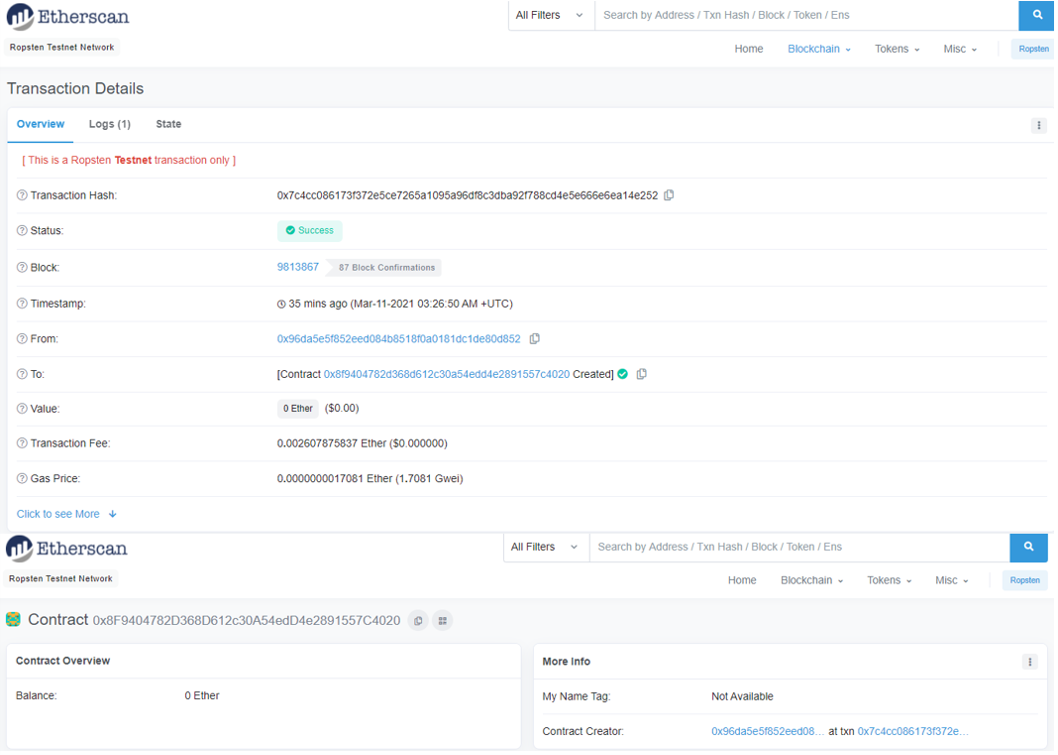 Etherscan
All Filters Search by Address / Txn Hash / Block / Token / Ens
Ropsten Testnet Network
Home Blockchain Tokens Misc Ropsten
Transaction Details
Overview Logs (1) State
[ This is a Ropsten Testnet transaction only ]
Transaction Hash: 0x7c4cc086173f372e5ce7265a1095a96df8c3dba92f788cd4e5e666e6ea14e252
Status: Success
Block: 9813867 87 Block Confirmations
Timestamp: 35 mins ago (Mar-11-2021 03:26:50 AM +UTC)
From: 0x96da5e5f852eed084b8518f0a0181dc1de80d852
To: [Contract 0x8f9404782d368d612c30a54edd4e2891557c4020 Created]
Value: 0 Ether ($0.00)
Transaction Fee: 0.002607875837 Ether ($0.000000)
Gas Price: 0.0000000017081 Ether (1.7081 Gwei)
Click to see More
Etherscan
All Filters Search by Address / Txn Hash / Block / Token / Ens
Ropsten Testnet Network
Home Blockchain Tokens Misc Ropsten
Contract 0x8F9404782D368D612c30A54edD4e2891557C4020
Contract Overview
Balance: 0 Ether
More Info
My Name Tag: Not Available
Contract Creator: 0x96da5e5f852eed08... at txn 0x7c4cc086173f372e...